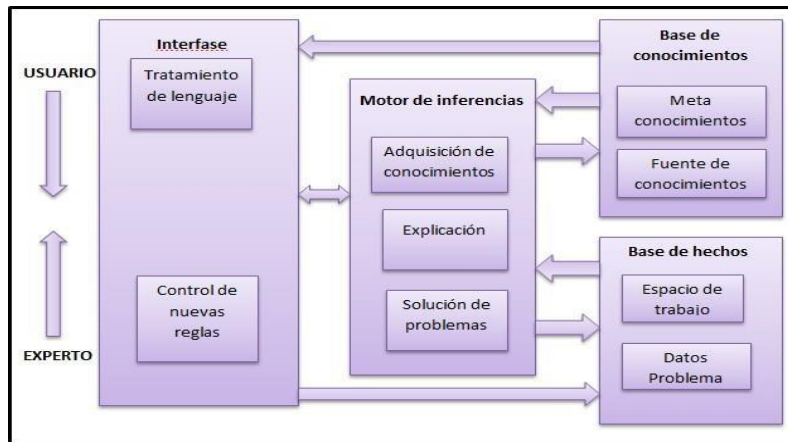 USUARIO
EXPERTO
Interfase
Tratamiento
de lenguaje
Control de
nuevas
reglas
Motor de inferencias
Adquisición de
conocimientos
Explicación
Solución de
problemas
Base de
conocimientos
Meta
conocimientos
Fuente de
conocimientos
Base de hechos
Espacio de
trabajo
Datos
Problema